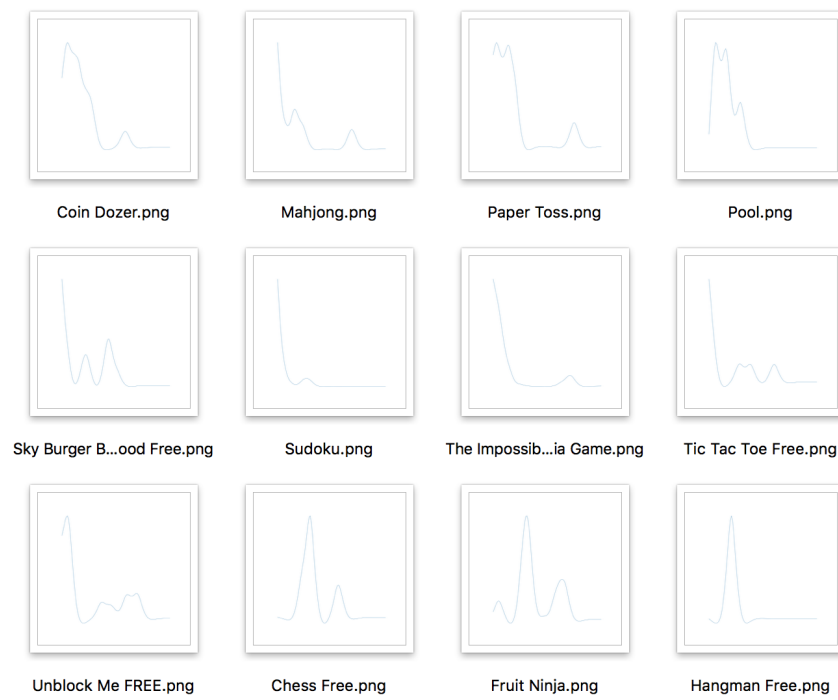 Coin Dozer.png Mahjong.png Paper Toss.png Pool.png
Sky Burger B...ood Free.png Sudoku.png The Impossib...ia Game.png Tic Tac Toe Free.png
Unblock Me FREE.png Chess Free.png Fruit Ninja.png Hangman Free.png